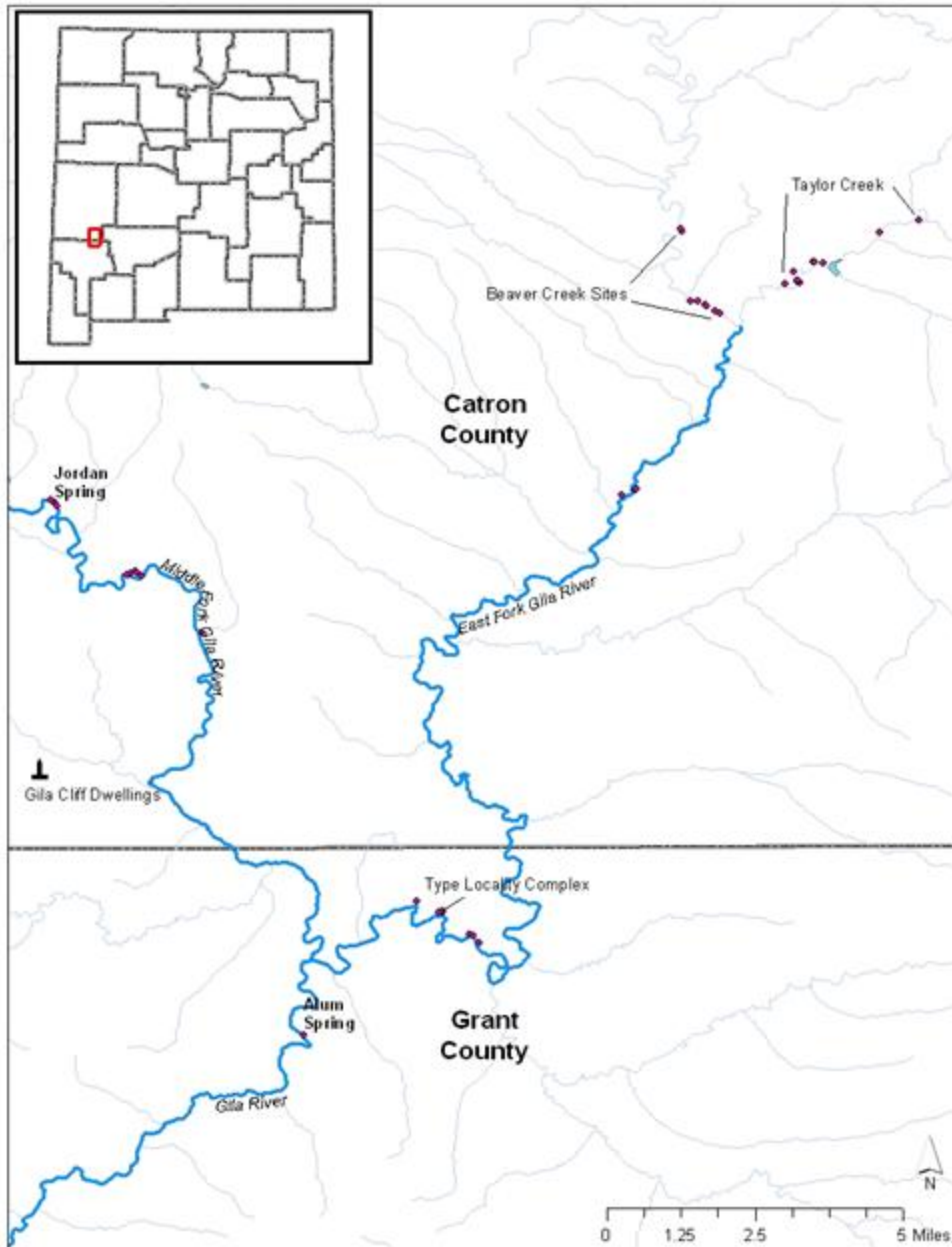 Taylor Creek
Beaver Creek Sites
Catron
County
Jordan
Spring
Middle Fork Gila River
East Fork Gila River
Gila Cliff Dwellings
Type Locality Complex
Alum
Spring
Grant
County
Gila River
N
0 1.25 2.5 5 Miles